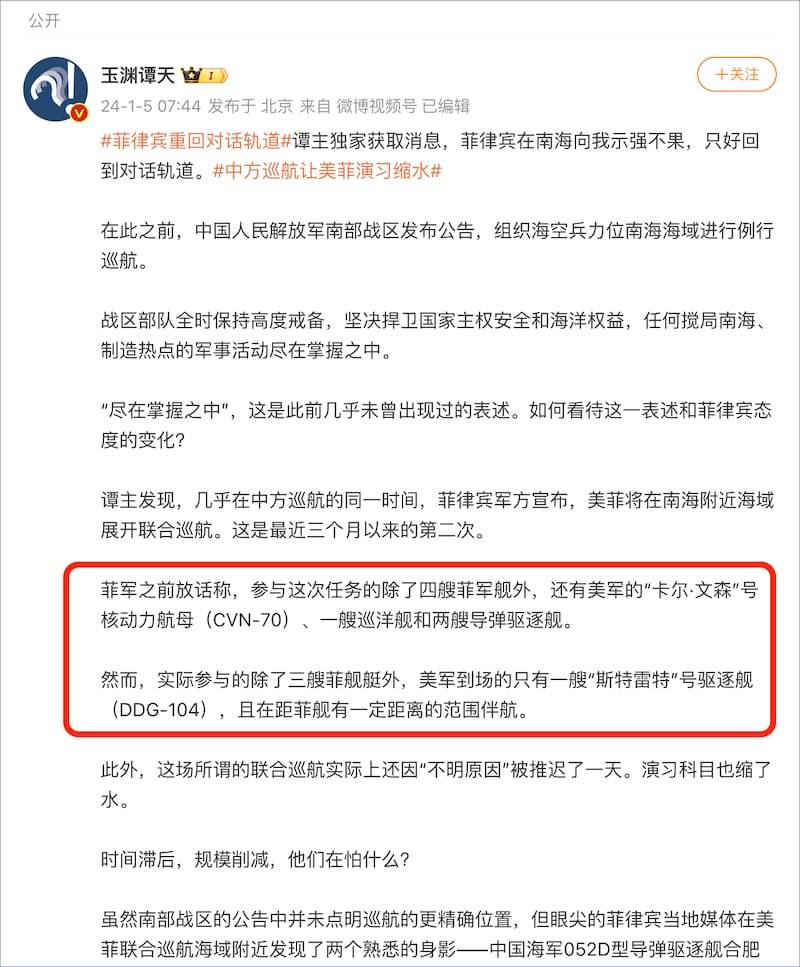 公开
玉渊谭天 I
24-1-5 07:44 发布于 北京 来自 微博视频号 已编辑
+关注
#菲律宾重回对话轨道#谭主独家获取消息，菲律宾在南海向我示强不果，只好回
到对话轨道。#中方巡航让美菲演习缩水#
在此之前，中国人民解放军南部战区发布公告，组织海空兵力位南海海域进行例行
巡航。
战区部队全时保持高度戒备，坚决捍卫国家主权安全和海洋权益，任何搅局南海、
制造热点的军事活动尽在掌握之中。
“尽在掌握之中”，这是此前几乎未曾出现过的表述。如何看待这一表述和菲律宾态
度的变化？
谭主发现，几乎在中方巡航的同一时间，菲律宾军方宣布，美菲将在南海附近海域
展开联合巡航。这是最近三个月以来的第二次。
菲军之前放话称，参与这次任务的除了四艘菲军舰外，还有美军的“卡尔·文森”号
核动力航母（CVN-70）、一艘巡洋舰和两艘导弹驱逐舰。
然而，实际参与的除了三艘菲舰艇外，美军到场的只有一艘“斯特雷特”号驱逐舰
（DDG-104），且在距菲舰有一定距离的范围伴航。
此外，这场所谓的联合巡航实际上还因“不明原因”被推迟了一天。演习科目也缩了
水。
时间滞后，规模削减，他们在怕什么？
虽然南部战区的公告中并未点明巡航的更精确位置，但眼尖的菲律宾当地媒体在美
菲联合巡航海域附近发现了两个熟悉的身影——中国海军052D型导弹驱逐舰合肥